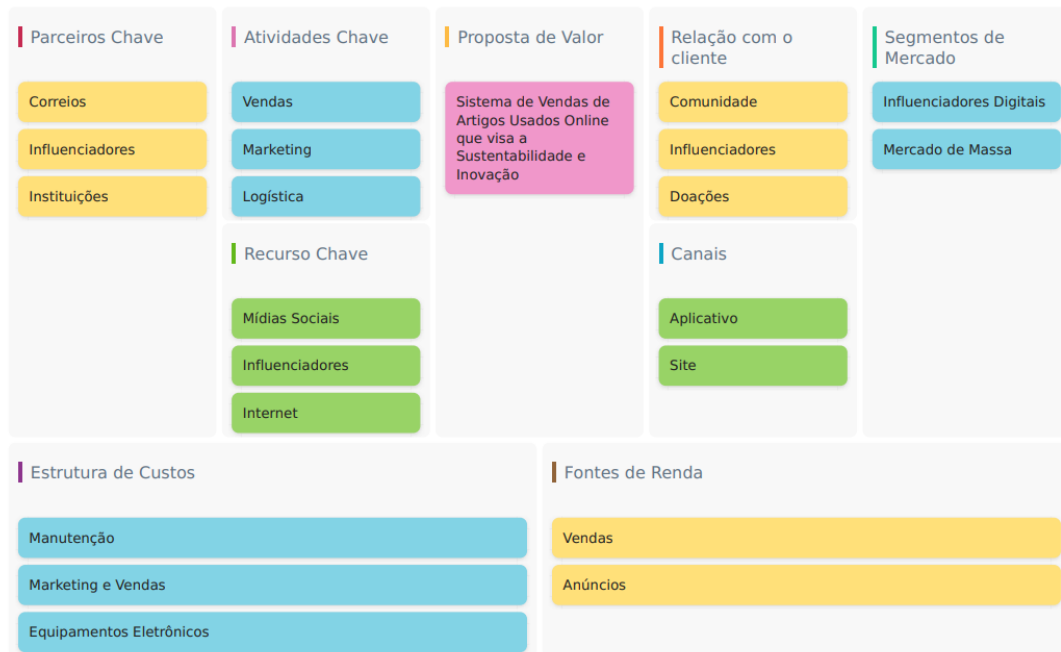 Parceiros Chave
Correios
Influenciadores
Instituições
Atividades Chave
Vendas
Marketing
Logística
Recurso Chave
Mídias Sociais
Influenciadores
Internet
Proposta de Valor
Sistema de Vendas de
Artigos Usados Online
que visa a
Sustentabilidade e
Inovação
Relação com o
cliente
Comunidade
Influenciadores
Doações
Canais
Aplicativo
Site
Segmentos de
Mercado
Influenciadores Digitais
Mercado de Massa
Estrutura de Custos
Manutenção
Marketing e Vendas
Equipamentos Eletrônicos
Fontes de Renda
Vendas
Anúncios